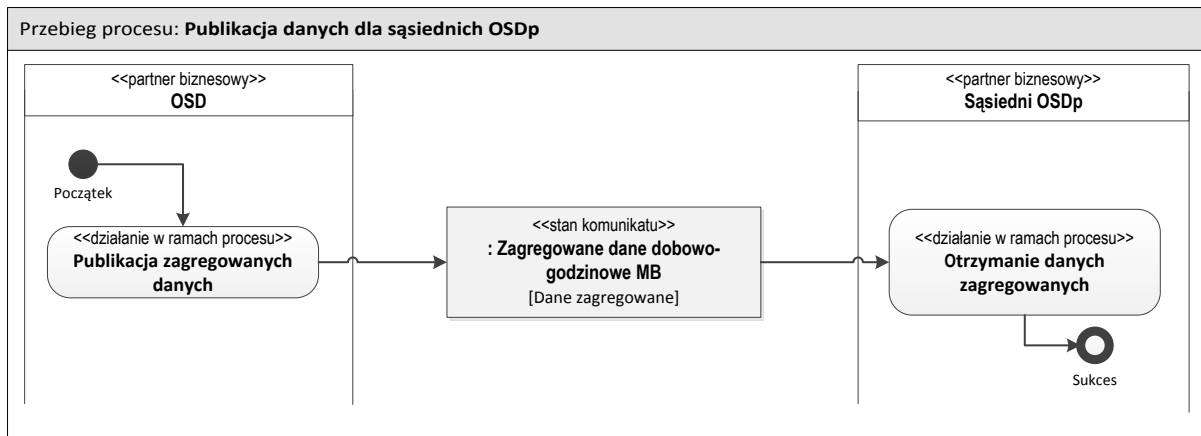 Przebieg procesu: Publikacja danych dla sąsiednich OSDp
<<partner biznesowy>>
OSD
<<partner biznesowy>>
Sąsiedni OSDp
Początek
<<działanie w ramach procesu>>
Publikacja zagregowanych
danych
<<stan komunikatu>>
: Zagregowane dane dobowo-
godzinowe MB
[Dane zagregowane]
<<działanie w ramach procesu>>
Otrzymanie danych
zagregowanych
Sukces